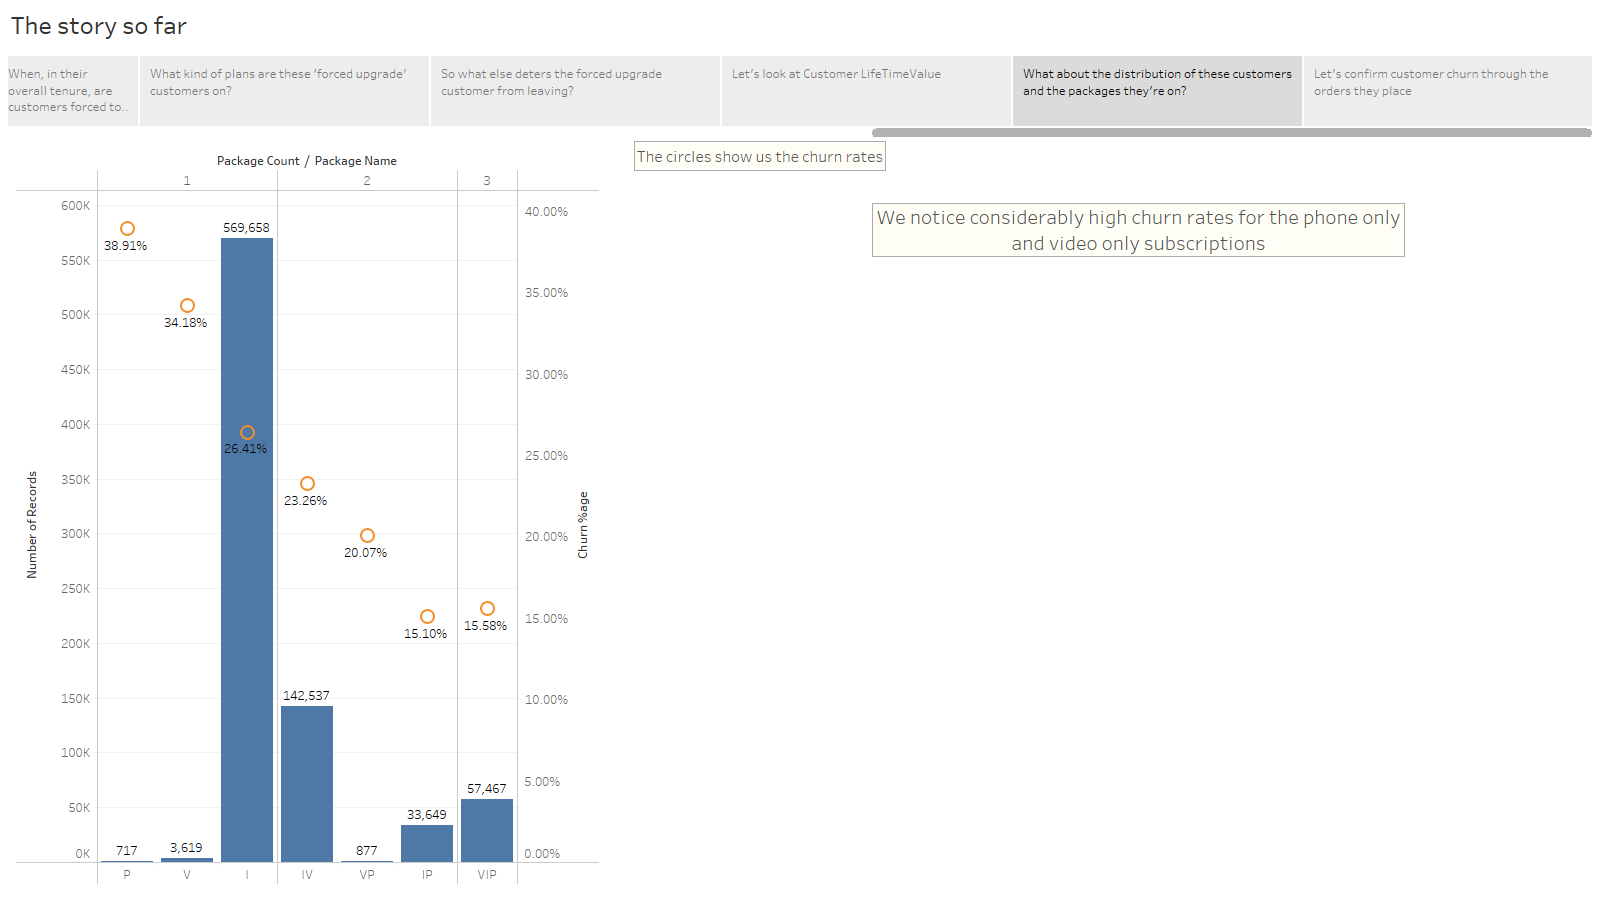 The story so far
When, in their
overall tenure, are
customers forced to..
What kind of plans are these ‘forced upgrade’
customers on?
So what else deters the forced upgrade
customer from leaving?
Let’s look at Customer LifeTimeValue
What about the distribution of these customers
and the packages they’re on?
Let’s confirm customer churn through the
orders they place
The circles show us the churn rates
We notice considerably high churn rates for the phone only
and video only subscriptions
Package Count / Package Name
1 2 3
600K
550K
500K
450K
400K
350K
300K
250K
200K
150K
100K
50K
0K
Number of Records
38.91%
34.18%
569,658
26.41%
23.26%
20.07%
15.10%
15.58%
142,537
57,467
33,649
717
3,619
877
40.00%
35.00%
30.00%
25.00%
20.00%
15.00%
10.00%
5.00%
0.00%
Churn %age
P V I IV VP IP VIP